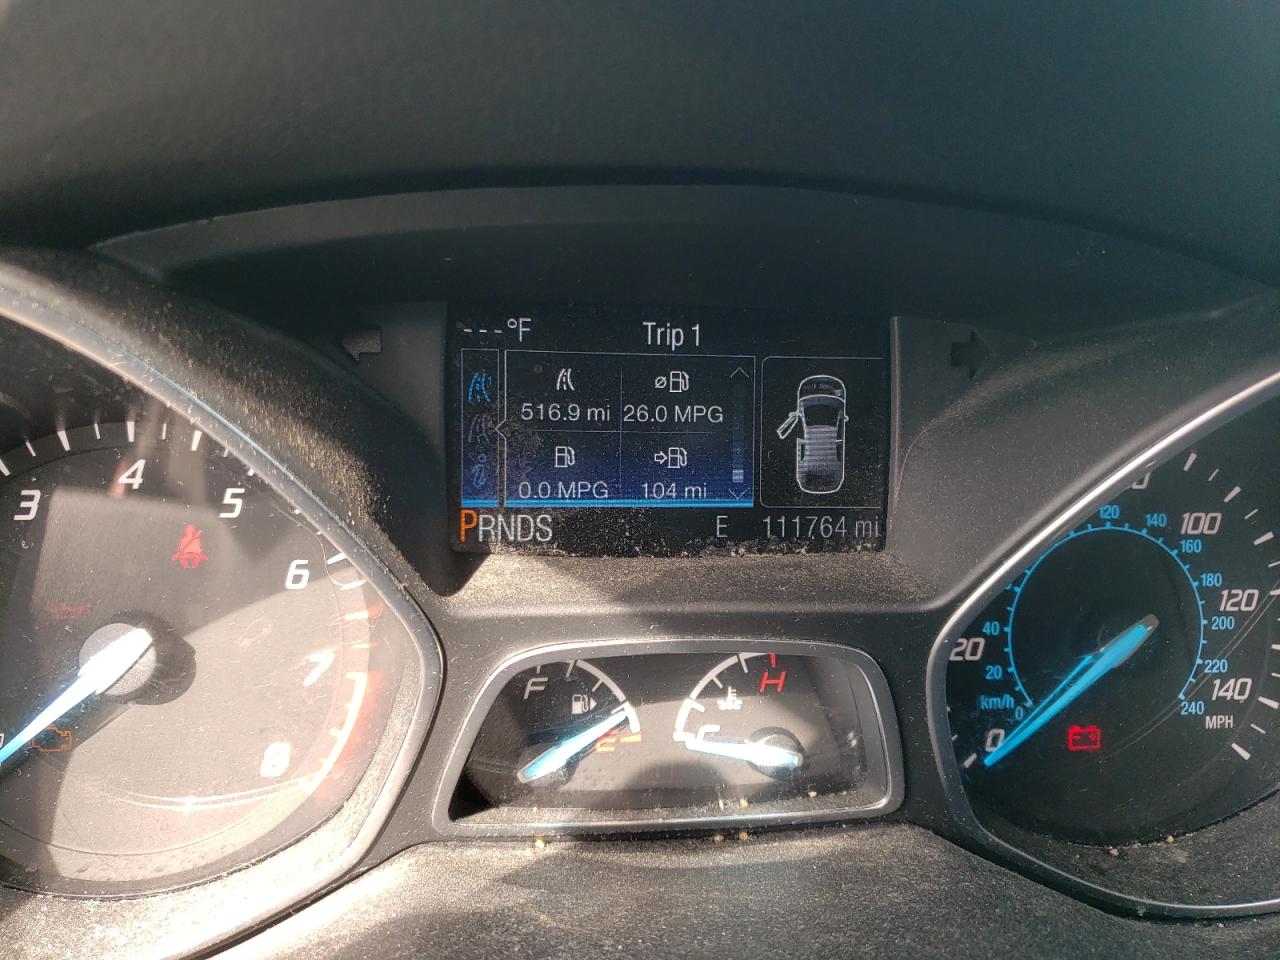 ---°F Trip 1
516.9 mi 26.0 MPG
0.0 MPG 104 mi
PRNDS E 111764 mi
3 4 5 6 7 8
F E
C H
0 20 100 120 140
MPH
km/h
0 20 40 120 140 160 180 200 220 240